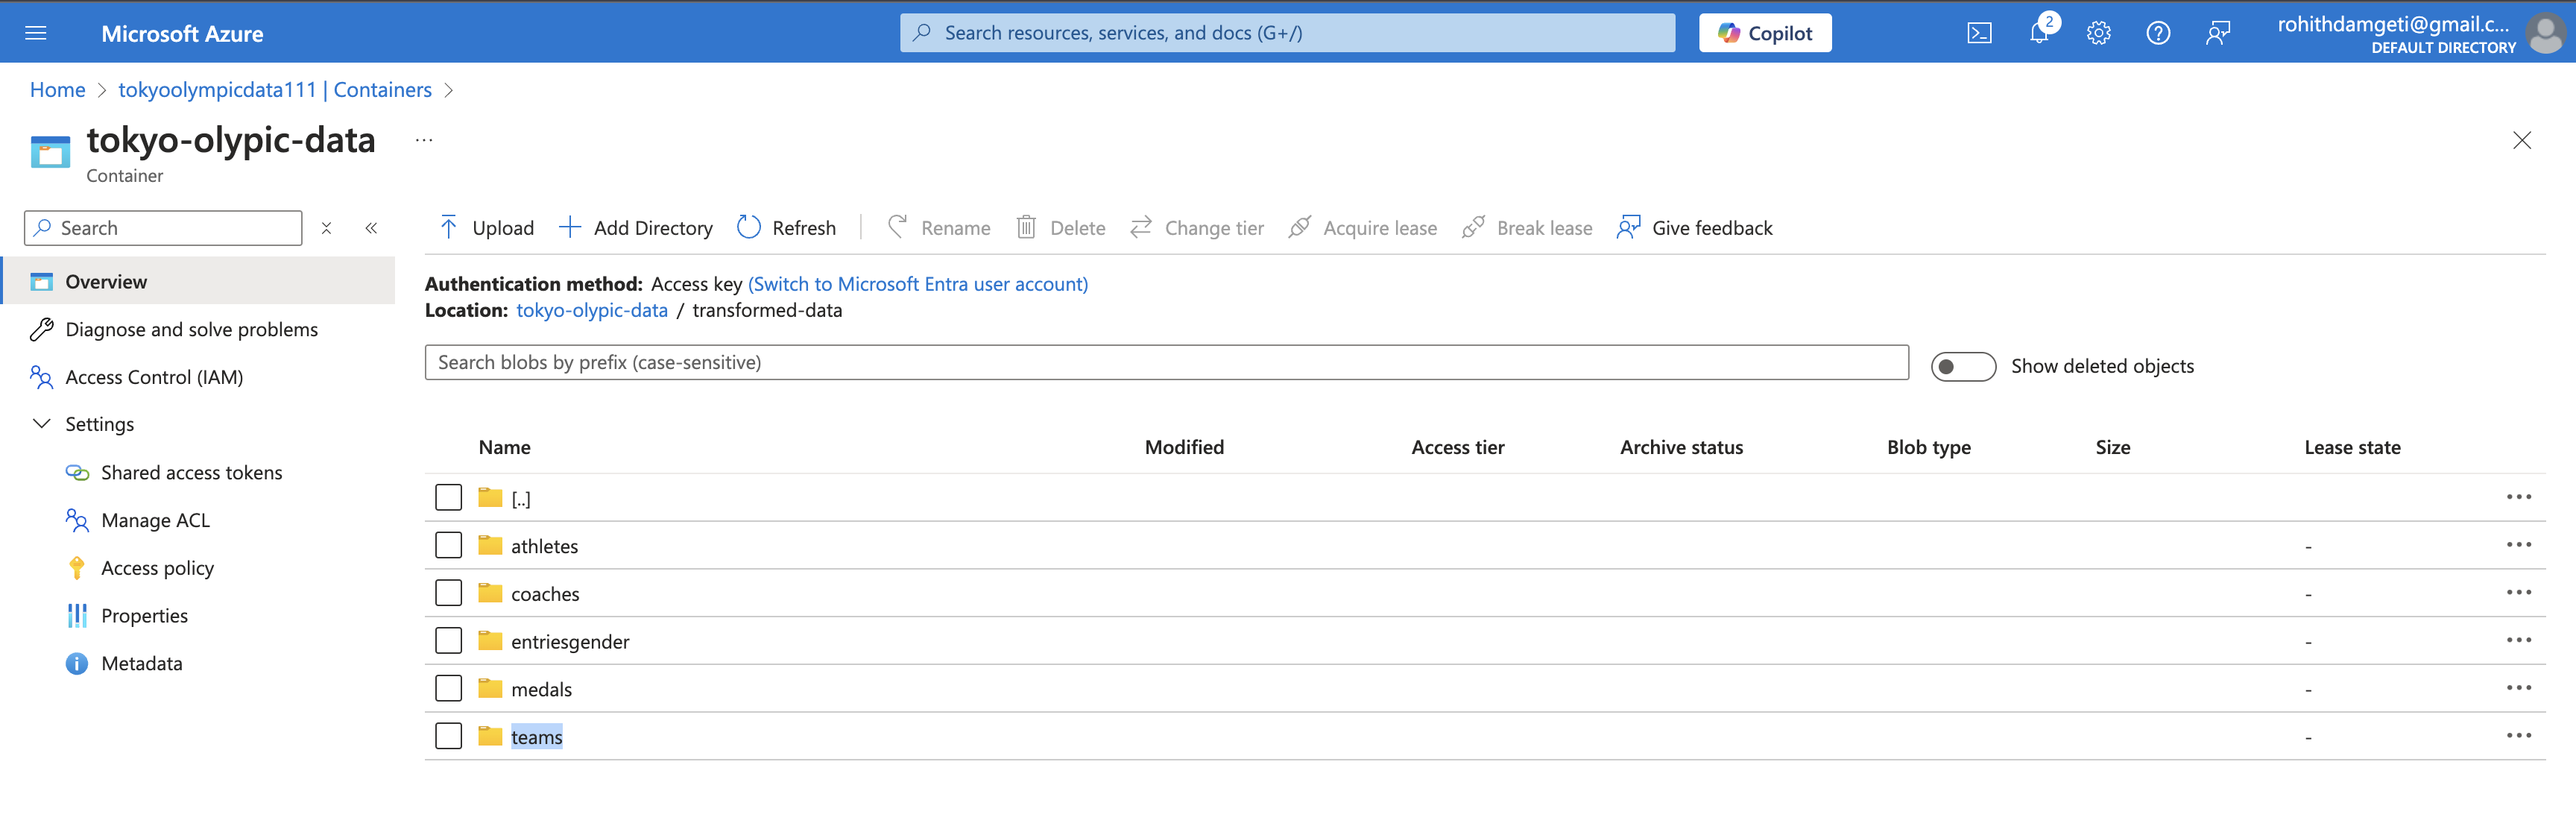 Microsoft Azure
Search resources, services, and docs (G+/)
Copilot
2
rohithdamgeti@gmail.c...
DEFAULT DIRECTORY
Home > tokyoolympicdata111 | Containers >
tokyo-olypic-data ...
Container
Search
Upload
Add Directory
Refresh
Rename
Delete
Change tier
Acquire lease
Break lease
Give feedback
Overview
Diagnose and solve problems
Access Control (IAM)
Settings
Shared access tokens
Manage ACL
Access policy
Properties
Metadata
Authentication method: Access key (Switch to Microsoft Entra user account)
Location: tokyo-olypic-data / transformed-data
Search blobs by prefix (case-sensitive)
Show deleted objects
Name Modified Access tier Archive status Blob type Size Lease state
[..] ...
athletes - ...
coaches - ...
entriesgender - ...
medals - ...
teams - ...